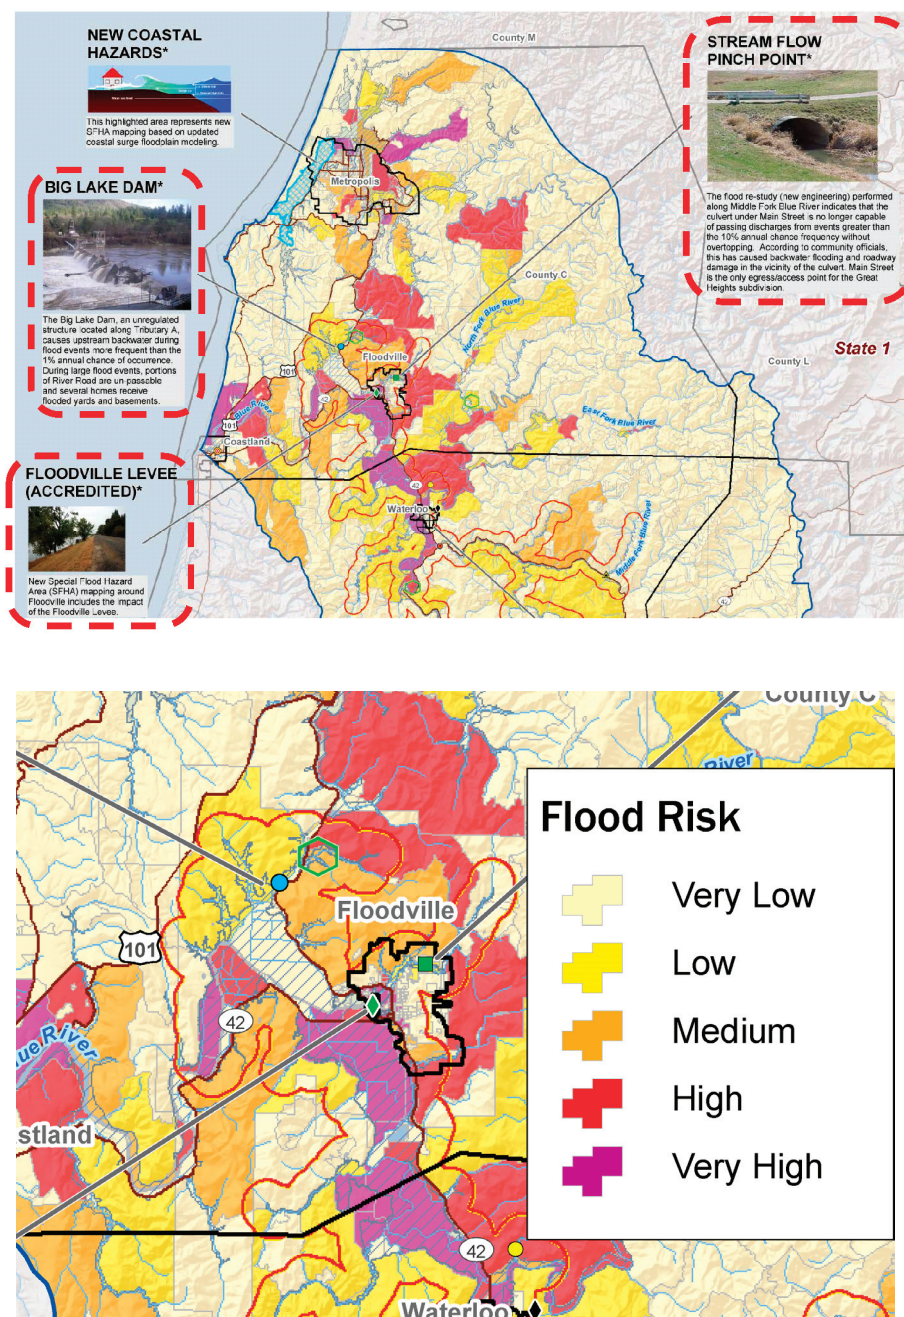 NEW COASTAL
HAZARDS*
This highlighted area represents new
SFHA mapping based on updated
coastal surge floodplain modeling.
BIG LAKE DAM*
The Big Lake Dam, an unregulated
structure located along Tributary A,
causes upstream backwater during
flood events more frequent than the
1% annual chance of occurrence.
During large flood events, portions
of River Road are un-passable
and several homes receive
flooded yards and basements.
FLOODVILLE LEVEE
(ACCREDITED)*
New Special Flood Hazard
Area (SFHA) mapping around
Floocville includes the impact
of the Floodville Levee.
STREAM FLOW
PINCH POINT*
The flood re-study (new engineering) performed
along Middle Fork Blue River indicates that the
culvert under Main Street is no longer capable
of passing discharges from events greater than
the 10% annual chance frequency without
overtopping. According to community officials,
this has caused backwater flooding and roadway
damage in the vicinity of the culvert. Main Street
is the only egress/access point for the Great
Heights subdivision.
County M
Metropolis
County C
North Fork Blue River
State 1
County L
Floodville
101
42
Blue River
101
Coastland
East Fork Blue River
42
Waterloo
Middle Fork Blue River
42
County C
River
Floodville
101
42
lue River
stland
42
Waterloo
Flood Risk
Very Low
Low
Medium
High
Very High